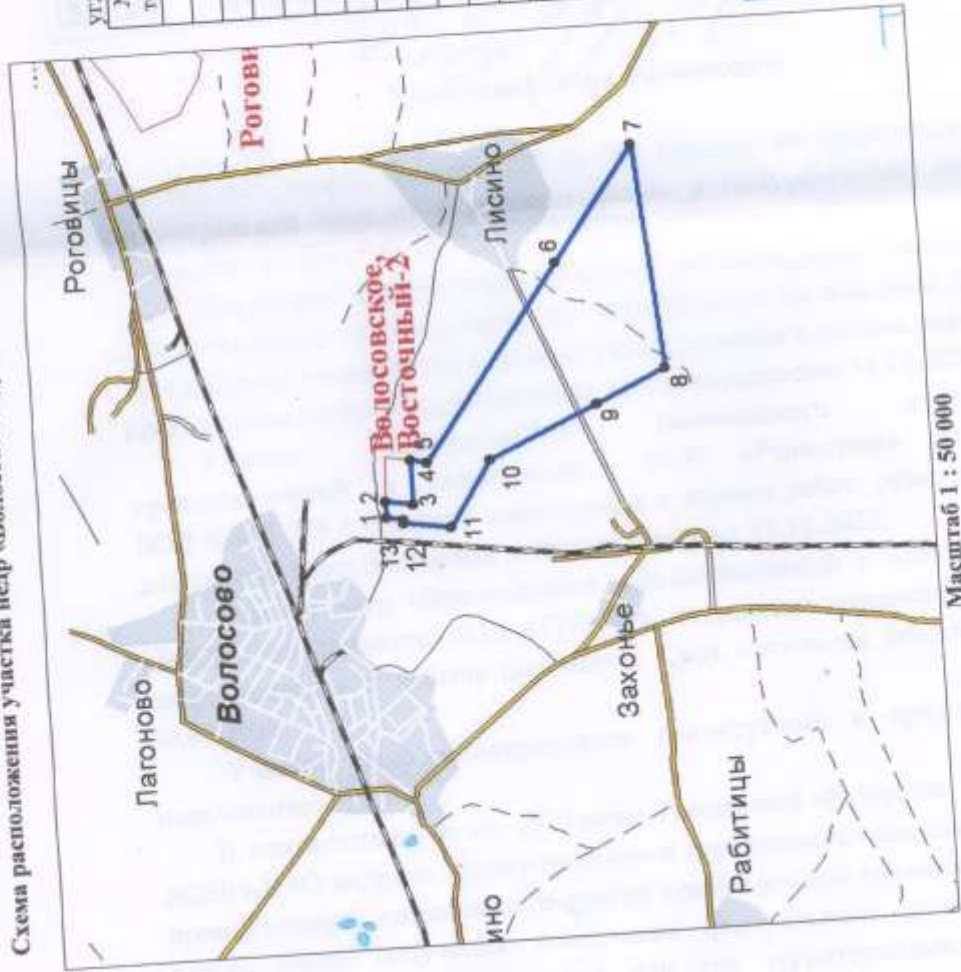 Схема расположения участка недр
Роговицы
Лагоново
Волосово
Рогови
Волосовское,
Восточный-2
Лисино
1
2
3
4
5
6
7
8
9
10
11
12
13
Захонье
ино
Рабитицы
Масштаб 1 : 50 000